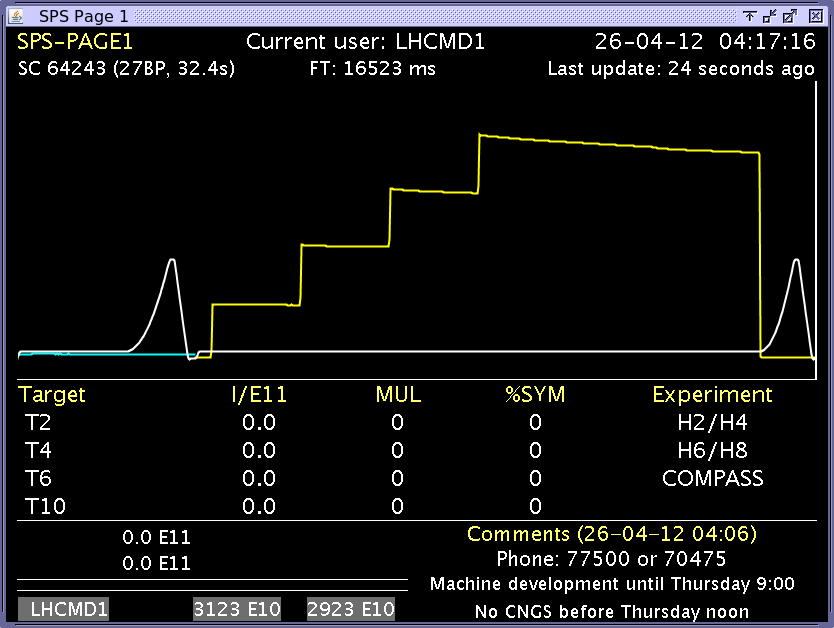 SPS Page 1
SPS-PAGE1 Current user: LHCMD1 26-04-12 04:17:16
SC 64243 (27BP, 32.4s) FT: 16523 ms Last update: 24 seconds ago
Target I/E11 MUL %SYM Experiment
T2 0.0 0 0 H2/H4
T4 0.0 0 0 H6/H8
T6 0.0 0 0 COMPASS
T10 0.0 0 0
0.0 E11
0.0 E11
Comments (26-04-12 04:06)
Phone: 77500 or 70475
Machine development until Thursday 9:00
No CNGS before Thursday noon
LHCMD1 3123 E10 2923 E10